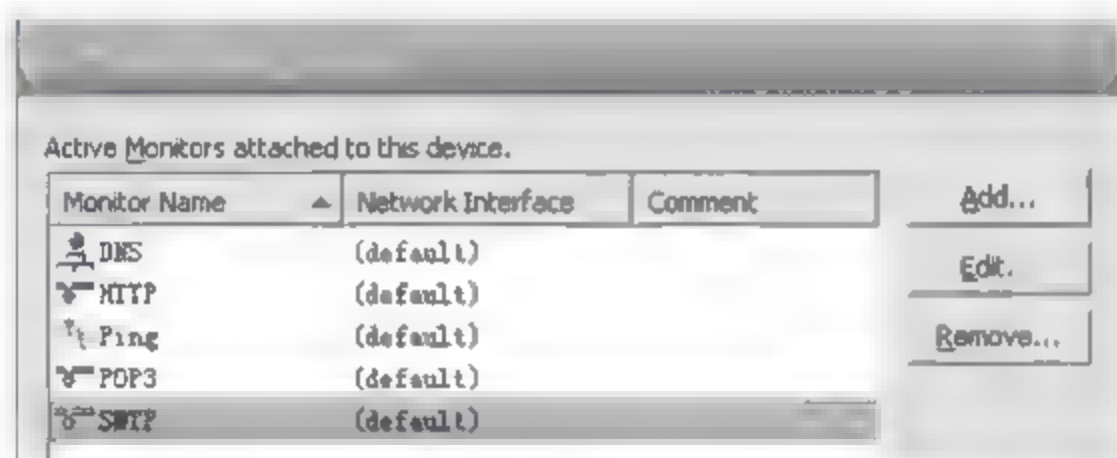 Active Monitors attached to this device.
Monitor Name Network Interface Comment
Add...
DNS (default)
Edit.
HTTP (default)
Ping (default)
Remove...
POP3 (default)
SMTP (default)